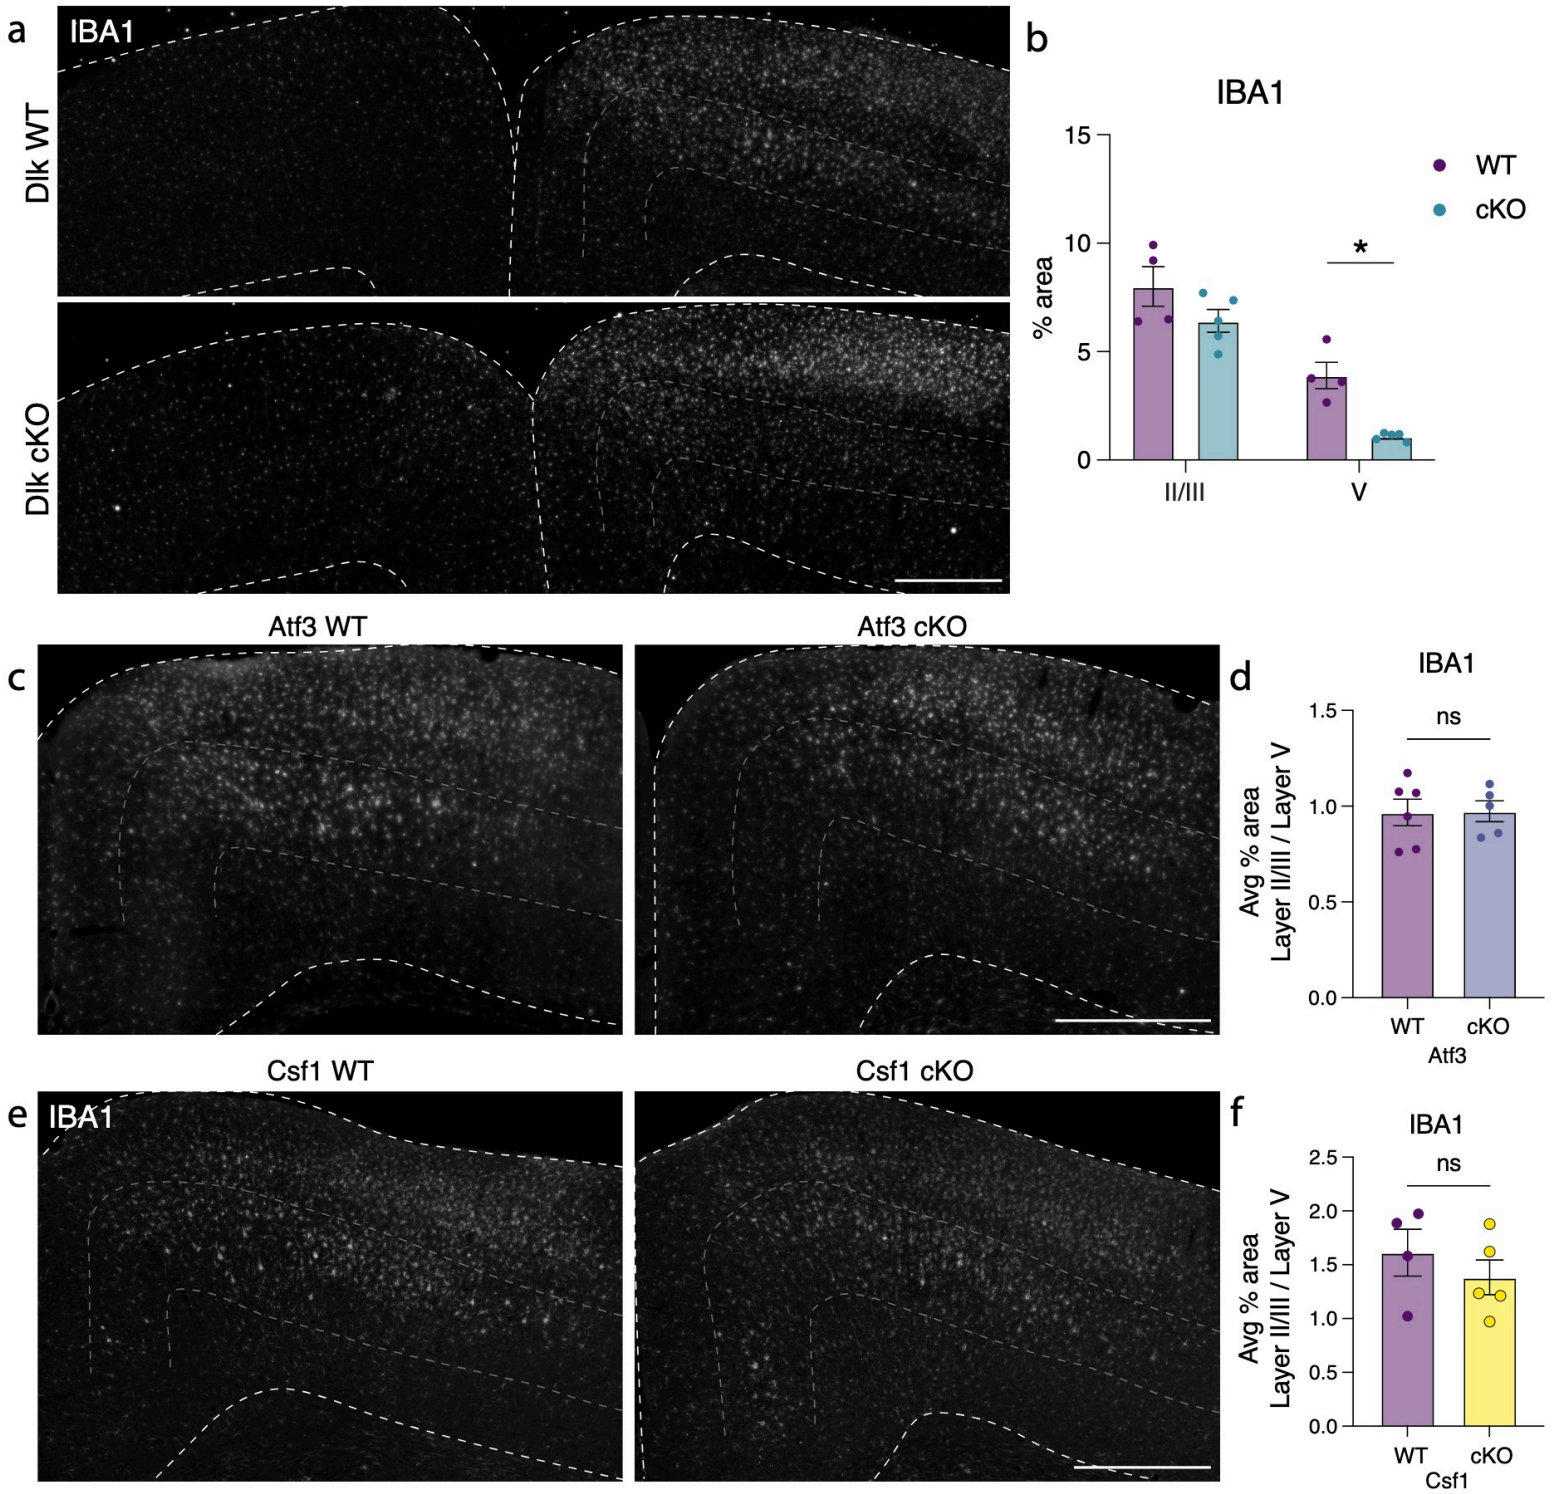 a
IBA1
Dlk WT
Dlk cKO
b
IBA1
% area
15
10
5
0
*
WT
cKO
II/III
V
c
Atf3 WT
Atf3 cKO
d
IBA1
ns
Avg % area
Layer II/III / Layer V
1.5
1.0
0.5
0.0
WT
cKO
Atf3
e
Csf1 WT
Csf1 cKO
IBA1
f
IBA1
ns
Avg % area
Layer II/III / Layer V
2.5
2.0
1.5
1.0
0.5
0.0
WT
cKO
Csf1